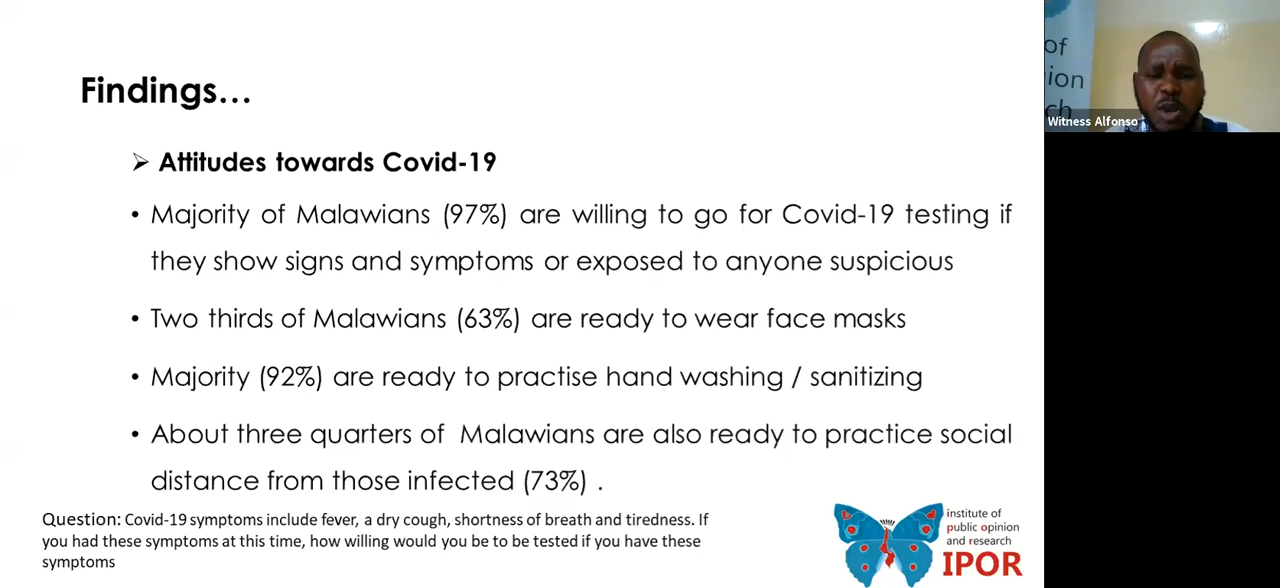 Findings…
➢ Attitudes towards Covid-19
• Majority of Malawians (97%) are willing to go for Covid-19 testing if
they show signs and symptoms or exposed to anyone suspicious
• Two thirds of Malawians (63%) are ready to wear face masks
• Majority (92%) are ready to practise hand washing / sanitizing
• About three quarters of Malawians are also ready to practice social
distance from those infected (73%) .
Question: Covid-19 symptoms include fever, a dry cough, shortness of breath and tiredness. If
you had these symptoms at this time, how willing would you be to be tested if you have these
symptoms
institute of
public opinion
and research
IPOR
of
ion
ch
Witness Alfonso